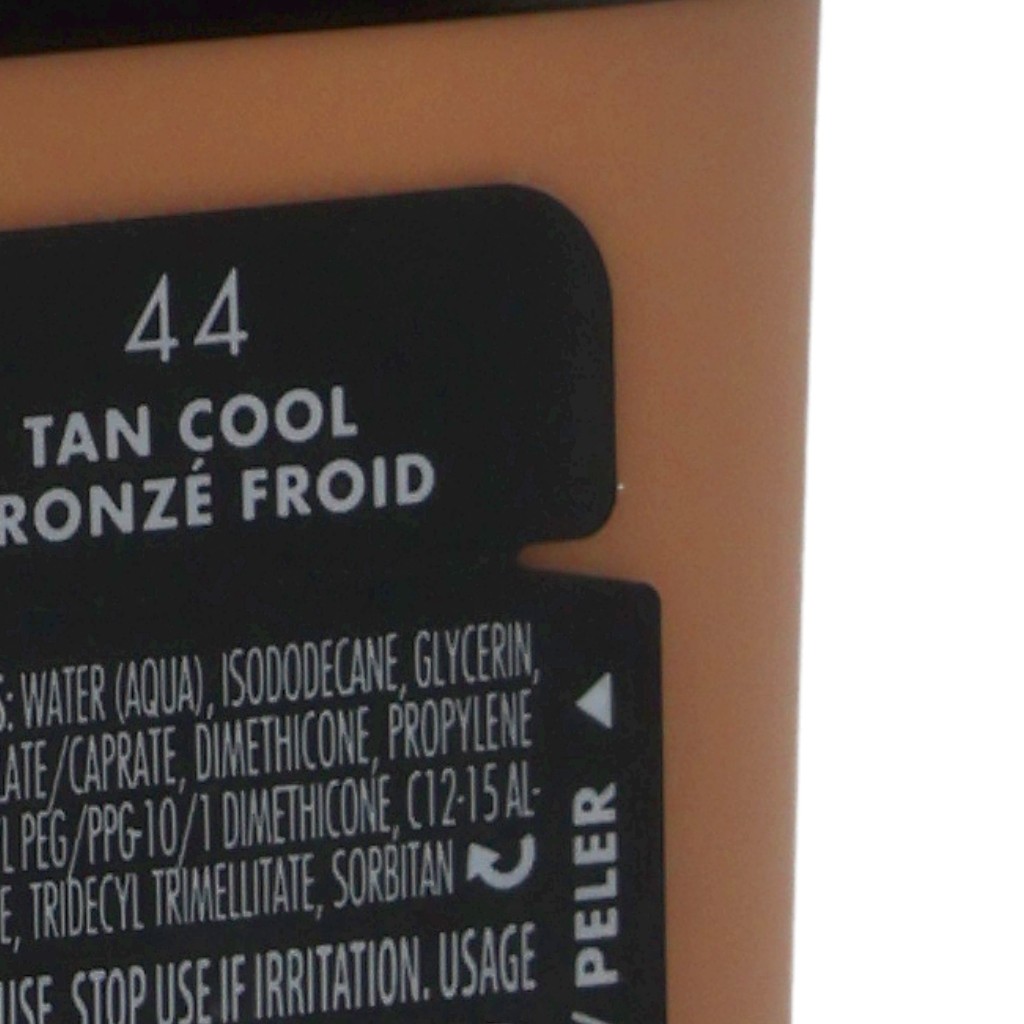 44
TAN COOL
RONZÉ FROID
S: WATER (AQUA), ISODODECANE, GLYCERIN,
LATE/CAPRATE, DIMETHICONE, PROPYLENE
L PEG/PPG-10/1 DIMETHICONE, C12-15 AL-
E, TRIDECYL TRIMELLITATE, SORBITAN
USE. STOP USE IF IRRITATION. USAGE
/ PELER